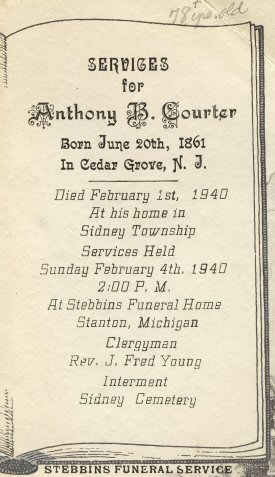 78 + yrs. old
SERVICES
for
Anthony B. Courter
Born June 20th, 1861
In Cedar Grove, N. J.
Died February 1st, 1940
At his home in
Sidney Township
Services Held
Sunday February 4th, 1940
2:00 P. M.
At Stebbins Funeral Home
Stanton, Michigan
Clergyman
Rev. J. Fred Young
Interment
Sidney Cemetery
STEBBINS FUNERAL SERVICE